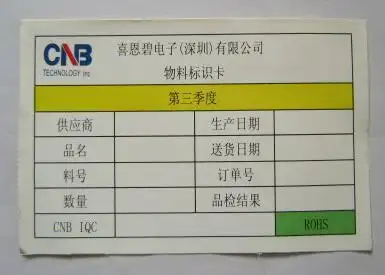 CNB
TECHNOLOGY Inc
喜恩碧电子(深圳)有限公司
物料标识卡
第三季度
供应商 生产日期
品名 送货日期
料号 订单号
数量 品检结果
CNB IQC ROHS